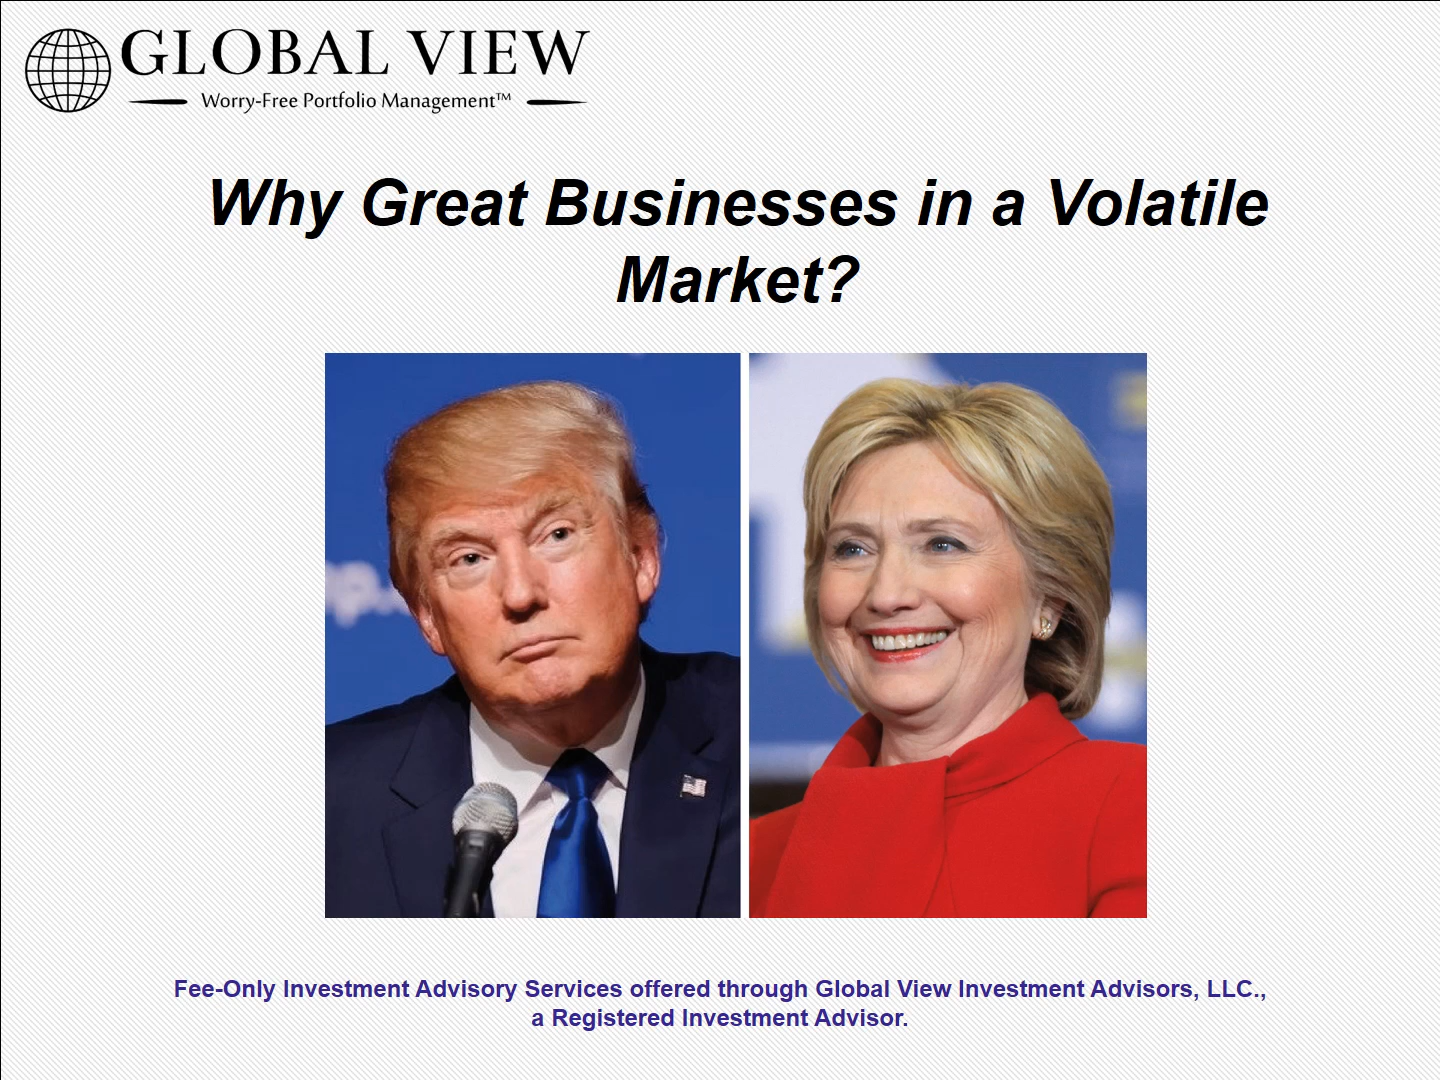 GLOBAL VIEW
Worry-Free Portfolio Management™
Why Great Businesses in a Volatile
Market?
Fee-Only Investment Advisory Services offered through Global View Investment Advisors, LLC.,
a Registered Investment Advisor.